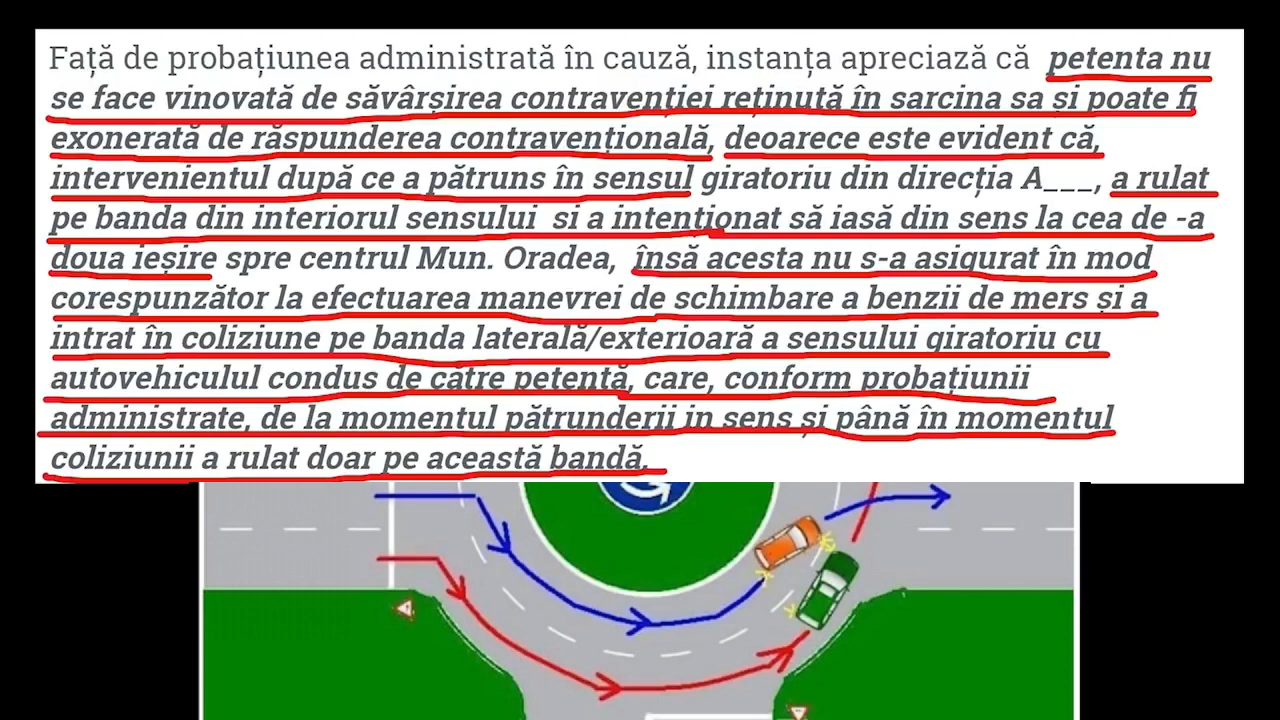 Față de probațiunea administrată în cauză, instanța apreciază că petenta nu
se face vinovată de săvârșirea contravenției reținută în sarcina sa și poate fi
exonerată de răspunderea contravențională, deoarece este evident că,
intervenientul după ce a pătruns în sensul giratoriu din direcția A___, a rulat
pe banda din interiorul sensului si a intenționat să iasă din sens la cea de -a
doua ieșire spre centrul Mun. Oradea, însă acesta nu s-a asigurat în mod
corespunzător la efectuarea manevrei de schimbare a benzii de mers și a
intrat în coliziune pe banda laterală/exterioară a sensului giratoriu cu
autovehiculul condus de către petentă, care, conform probațiunii
administrate, de la momentul pătrunderii in sens și până în momentul
coliziunii a rulat doar pe această bandă.